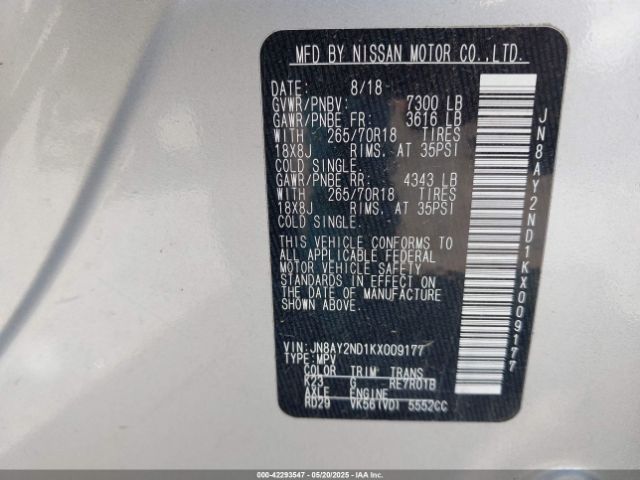 MFD BY NISSAN MOTOR CO.,LTD.
DATE: 8/18
GVWR/PNBV: 7300 LB
GAWR/PNBE FR: 3616 LB
WITH 265/70R18 TIRES
18X8J RIMS. AT 35PSI
COLD SINGLE.
GAWR/PNBE RR: 4343 LB
WITH 265/70R18 TIRES
18X8J RIMS. AT 35PSI
COLD SINGLE.
THIS VEHICLE CONFORMS TO
ALL APPLICABLE FEDERAL
MOTOR VEHICLE SAFETY
STANDARDS IN EFFECT ON
THE DATE OF MANUFACTURE
SHOWN ABOVE.
VIN: JN8AY2ND1KX009177
TYPE: MPV
COLOR TRIM TRANS
K23 G RE7R01B
AXLE ENGINE
RD29 VK56(VD) 5552CC
JN8AY2ND1KX009177
000-42293547 - 05/20/2025 - IAAI.com